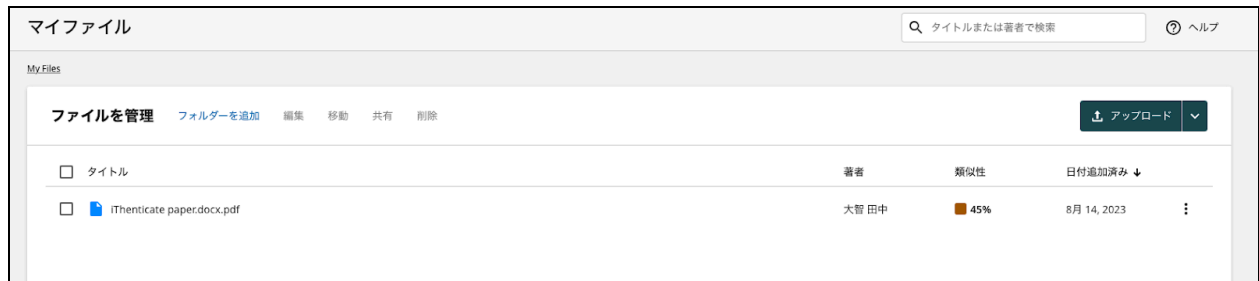 マイファイル
タイトルまたは著者で検索
ヘルプ
My Files
ファイルを管理 フォルダーを追加 編集 移動 共有 削除
アップロード
タイトル 著者 類似性 日付追加済み
iThenticate paper.docx.pdf 大智 田中 45% 8月 14, 2023